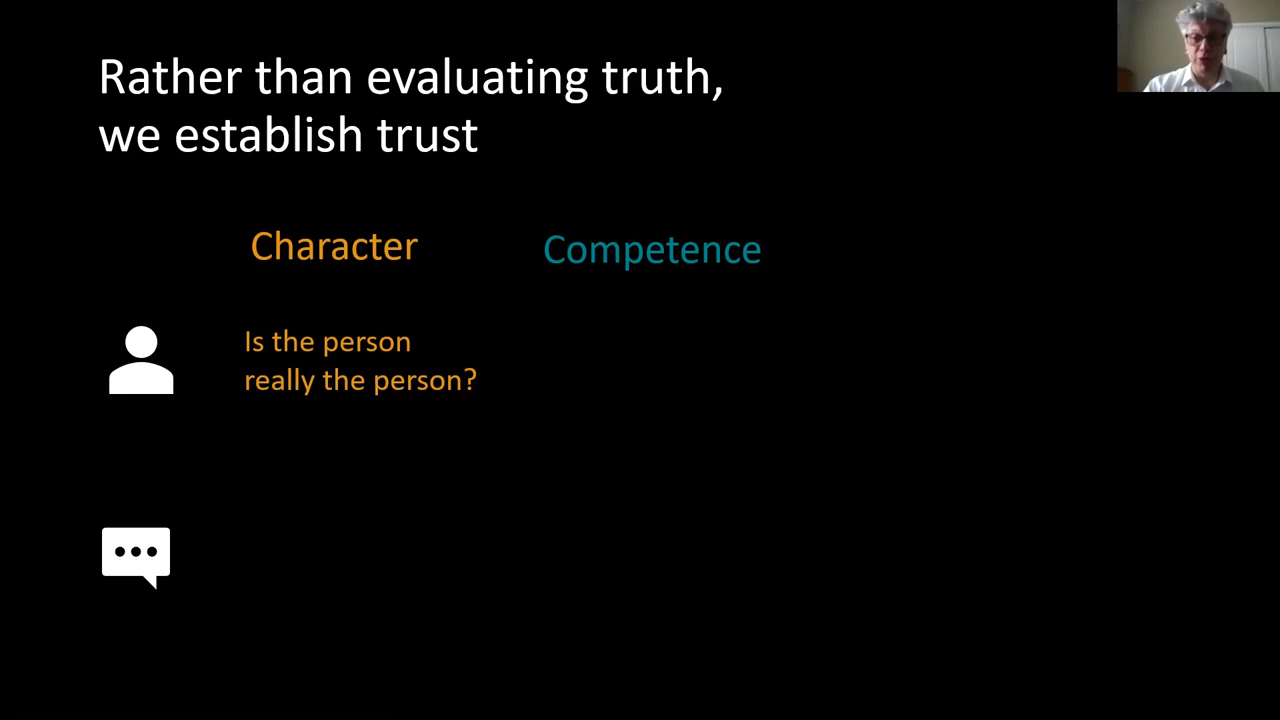 Rather than evaluating truth,
we establish trust
Character
Competence
Is the person
really the person?